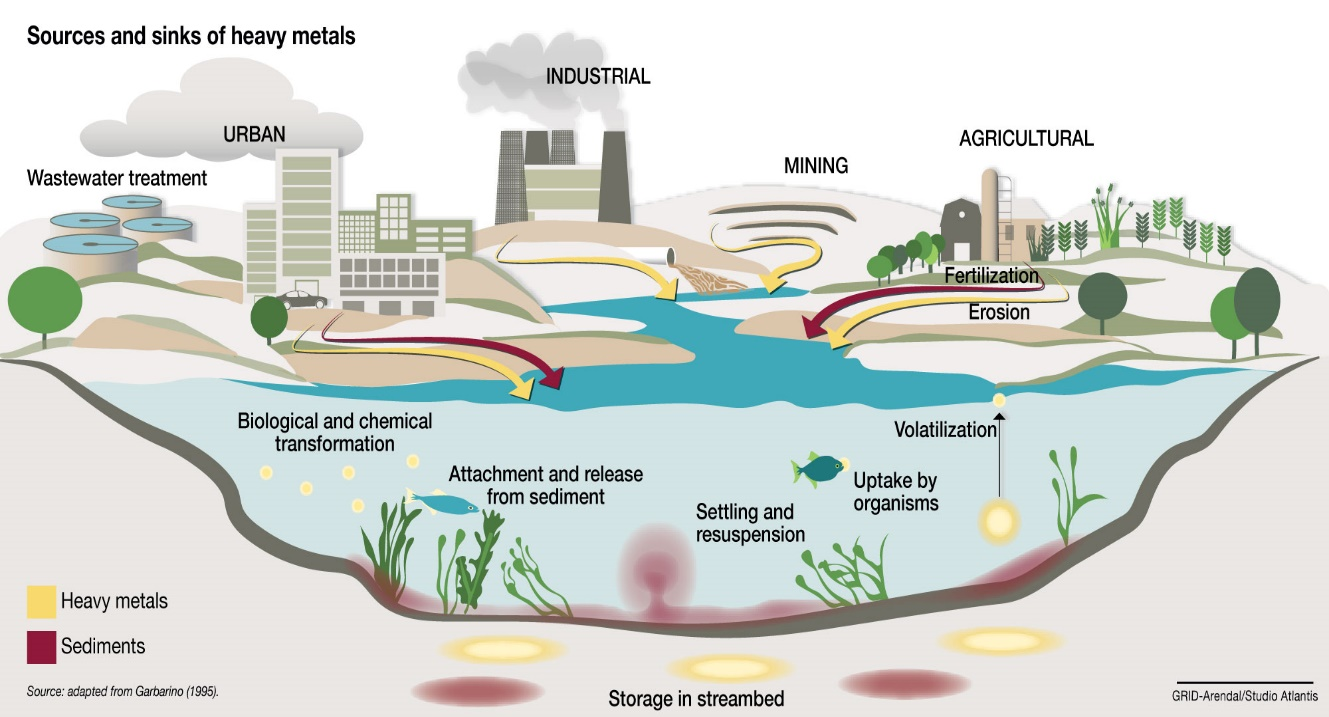 Sources and sinks of heavy metals
INDUSTRIAL
URBAN
AGRICULTURAL
MINING
Wastewater treatment
Fertilization
Erosion
Biological and chemical
transformation
Volatilization
Attachment and release
from sediment
Uptake by
organisms
Settling and
resuspension
Heavy metals
Sediments
Source: adapted from Garbarino (1995).
Storage in streambed
GRID-Arendal/Studio Atlantis